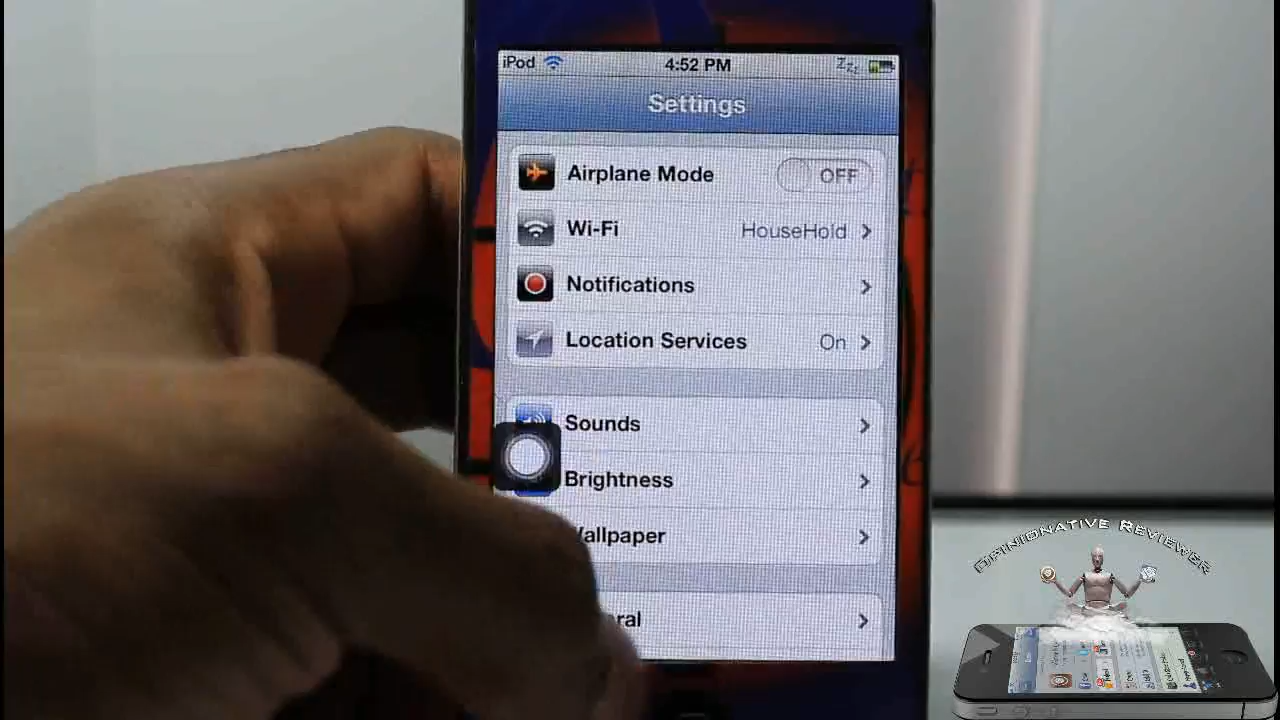 iPod 4:52 PM
Settings
Airplane Mode OFF
Wi-Fi HouseHold
Notifications
Location Services On
Sounds
Brightness
Wallpaper
ral
Opinionative Reviewer